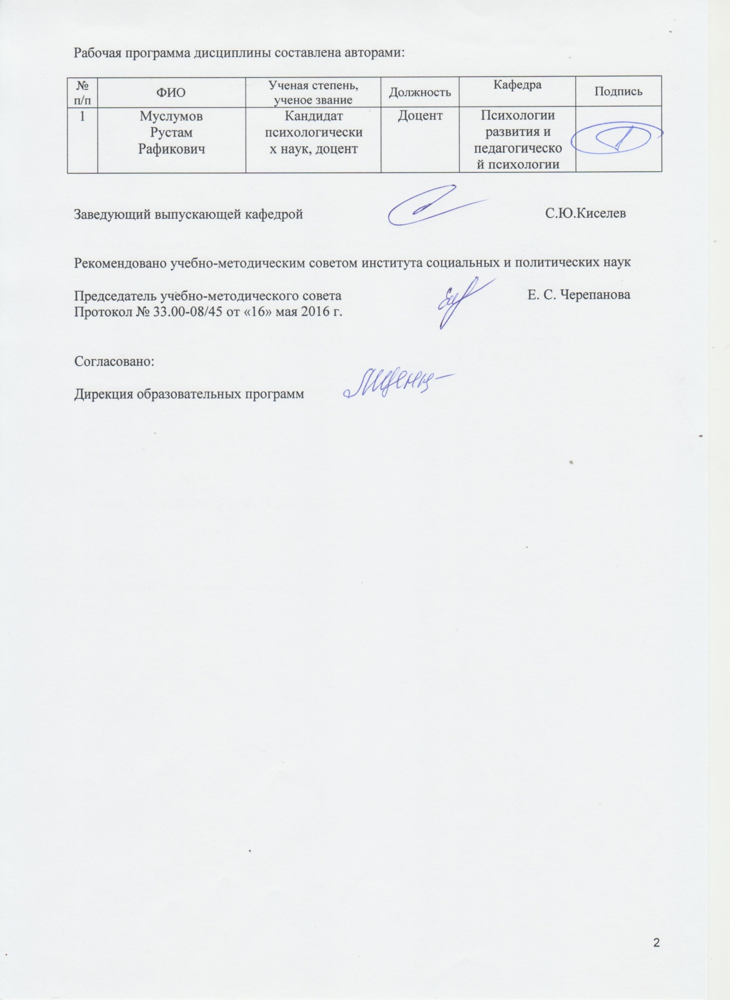 Рабочая программа дисциплины составлена авторами:
№ п/п ФИО Ученая степень, ученое звание Должность Кафедра Подпись
1 Муслумов Рустам Рафикович Кандидат психологически х наук, доцент Доцент Психологии развития и педагогическо й психологии
Заведующий выпускающей кафедрой С.Ю.Киселев
Рекомендовано учебно-методическим советом института социальных и политических наук
Председатель учебно-методического совета Е. С. Черепанова
Протокол № 33.00-08/45 от «16» мая 2016 г.
Согласовано:
Дирекция образовательных программ
2